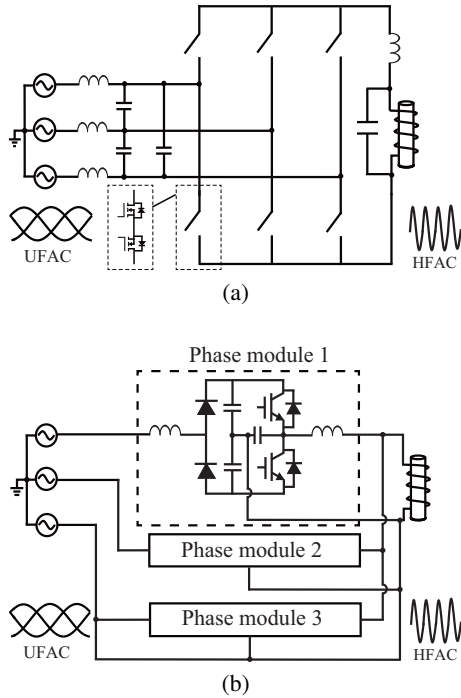 UFAC
HFAC
(a)
Phase module 1
Phase module 2
Phase module 3
UFAC
HFAC
(b)